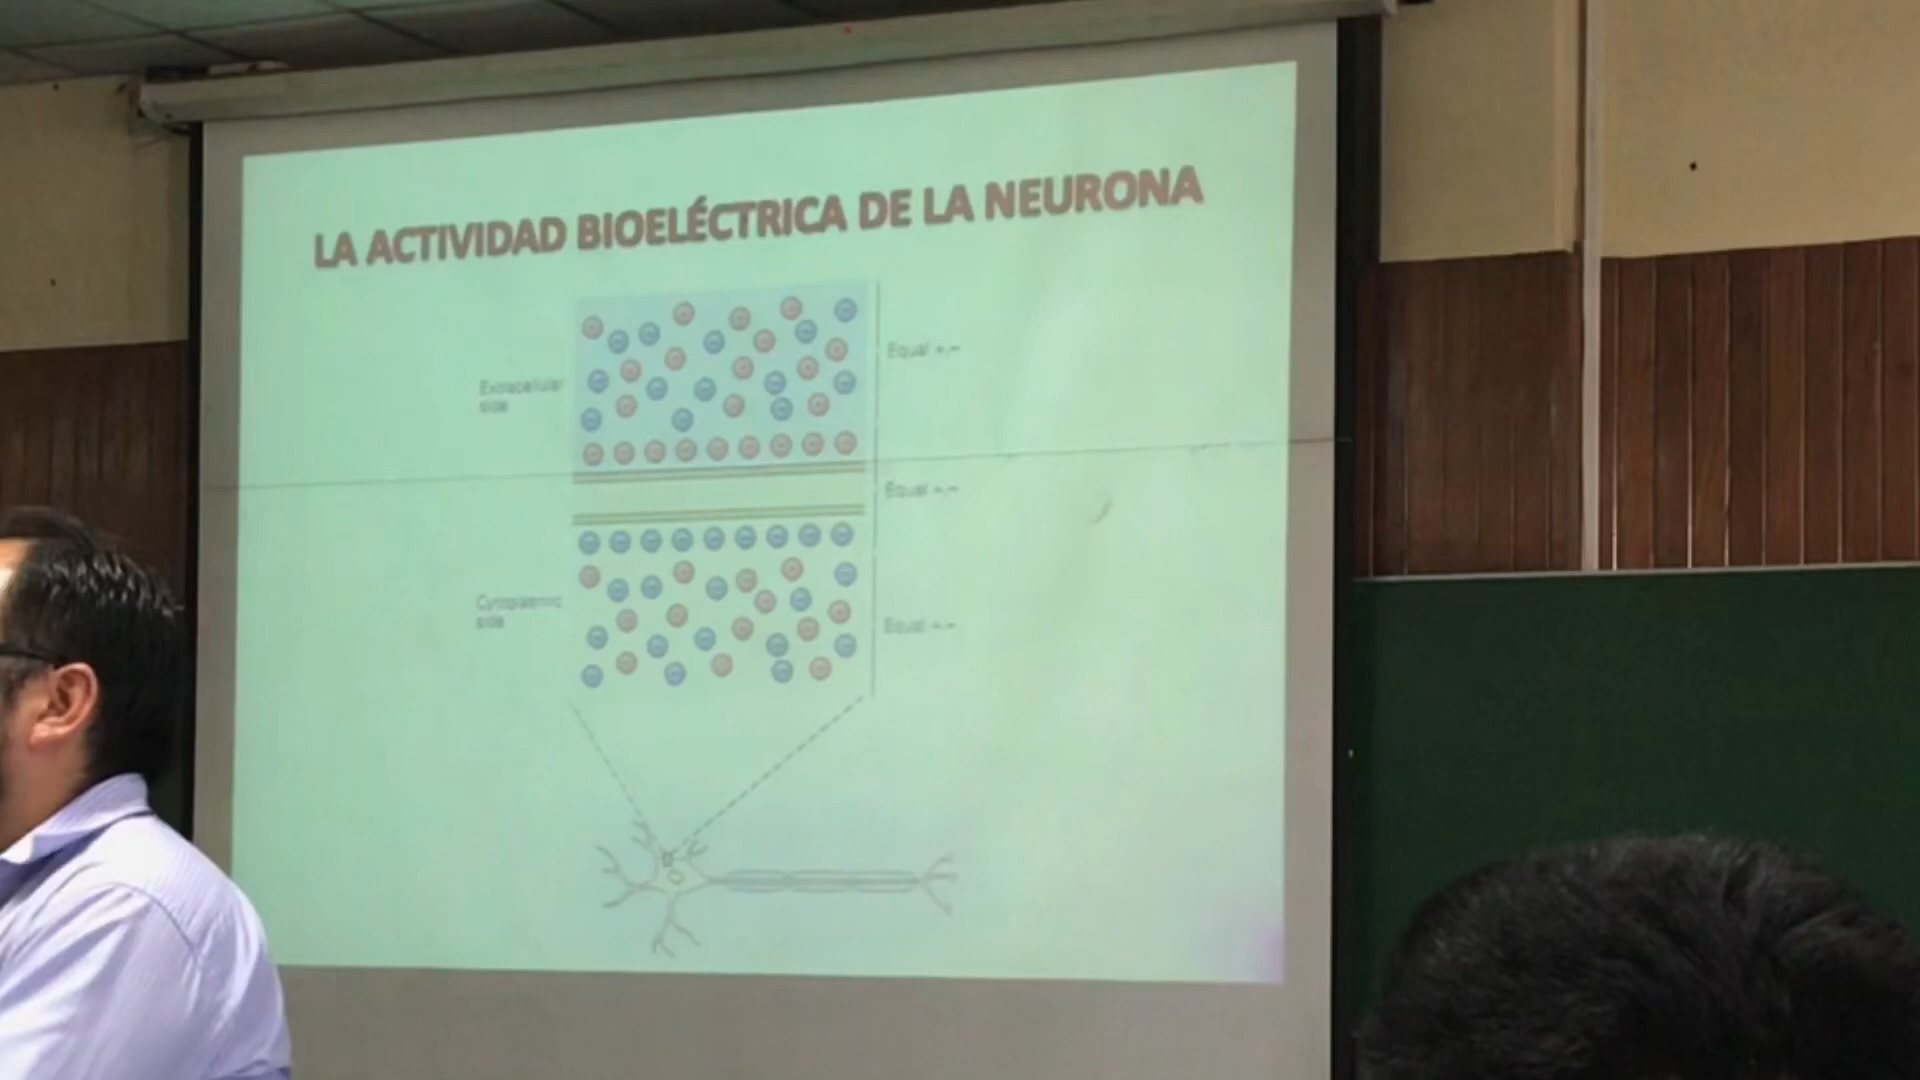 LA ACTIVIDAD BIOELÉCTRICA DE LA NEURONA
Equal +,−
Extracellular
side
Equal +,−
Cytoplasmic
side
Equal +,−